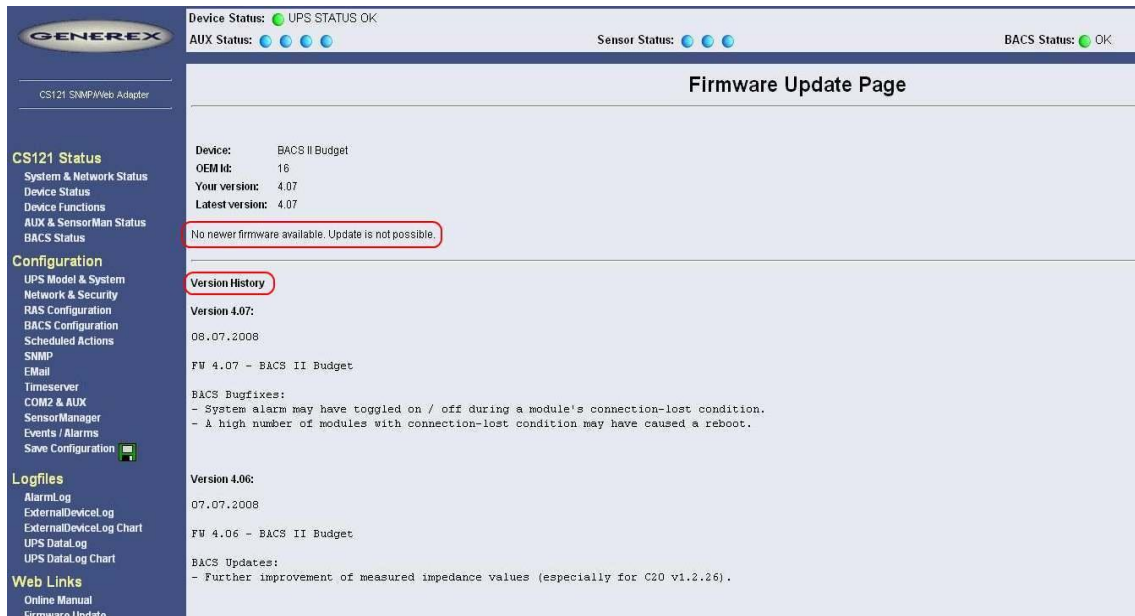 GENEREX
CS121 SNMP/Web Adapter
CS121 Status
System & Network Status
Device Status
Device Functions
AUX & SensorMan Status
BACS Status
Configuration
UPS Model & System
Network & Security
RAS Configuration
BACS Configuration
Scheduled Actions
SNMP
EMail
Timeserver
COM2 & AUX
SensorManager
Events / Alarms
Save Configuration
Logfiles
AlarmLog
ExternalDeviceLog
ExternalDeviceLog Chart
UPS DataLog
UPS DataLog Chart
Web Links
Online Manual
Firmware Update
Device Status: UPS STATUS OK
AUX Status: Sensor Status: BACS Status: OK
Firmware Update Page
Device: BACS II Budget
OEM Id: 16
Your version: 4.07
Latest version: 4.07
No newer firmware available. Update is not possible.
Version History
Version 4.07:
08.07.2008
FW 4.07 - BACS II Budget
BACS Bugfixes:
- System alarm may have toggled on / off during a module's connection-lost condition.
- A high number of modules with connection-lost condition may have caused a reboot.
Version 4.06:
07.07.2008
FW 4.06 - BACS II Budget
BACS Updates:
- Further improvement of measured impedance values (especially for C20 v1.2.26).